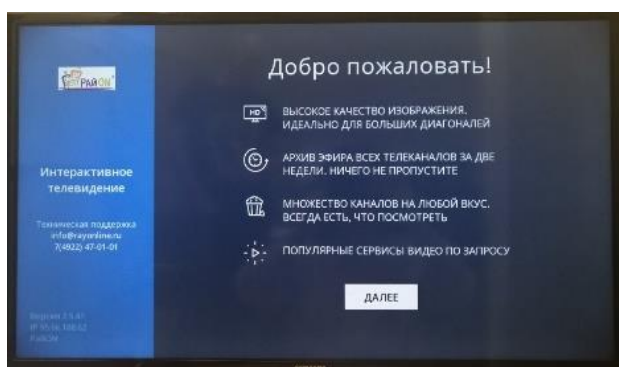 РАЙON
Интерактивное
телевидение
Техническая поддержка
info@rayonline.ru
7(4922) 47-01-01
РайON
Добро пожаловать!
HD
ВЫСОКОЕ КАЧЕСТВО ИЗОБРАЖЕНИЯ.
ИДЕАЛЬНО ДЛЯ БОЛЬШИХ ДИАГОНАЛЕЙ
АРХИВ ЭФИРА ВСЕХ ТЕЛЕКАНАЛОВ ЗА ДВЕ
НЕДЕЛИ. НИЧЕГО НЕ ПРОПУСТИТЕ
МНОЖЕСТВО КАНАЛОВ НА ЛЮБОЙ ВКУС.
ВСЕГДА ЕСТЬ, ЧТО ПОСМОТРЕТЬ
ПОПУЛЯРНЫЕ СЕРВИСЫ ВИДЕО ПО ЗАПРОСУ
ДАЛЕЕ